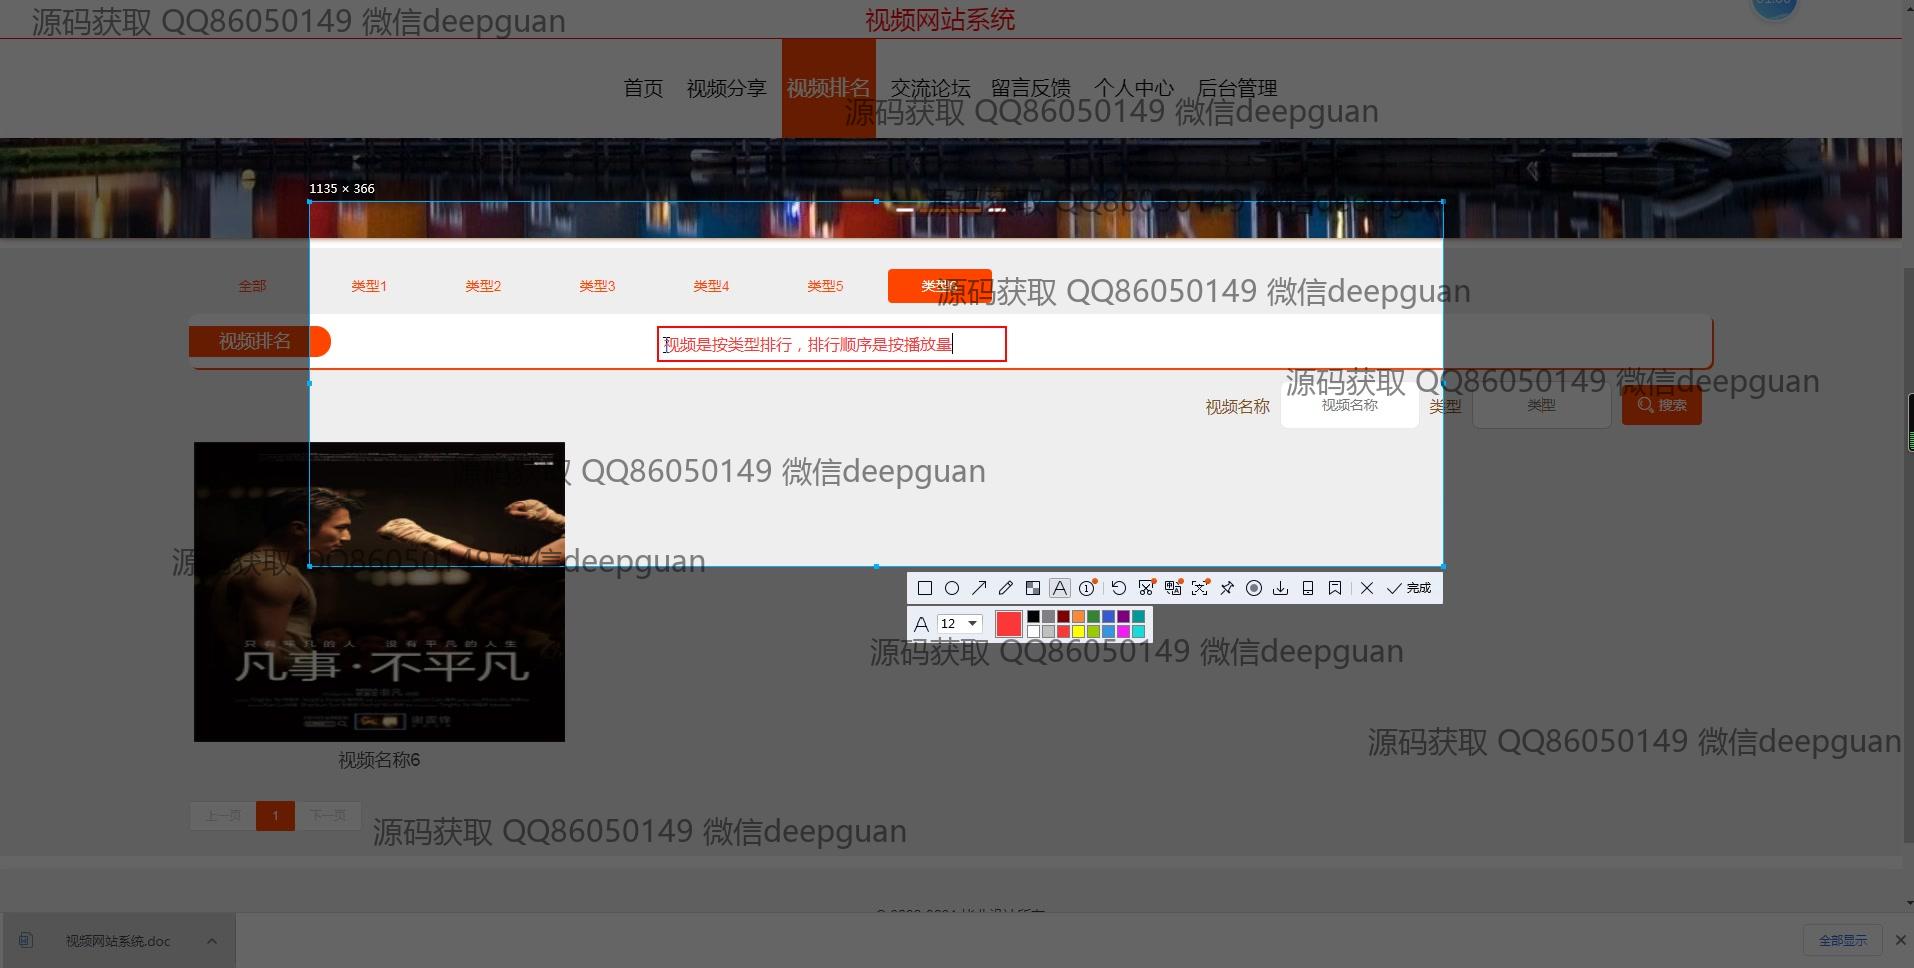 源码获取 QQ86050149 微信deepguan
视频网站系统
首页 视频分享 视频排名 交流论坛 留言反馈 个人中心 后台管理
源码获取 QQ86050149 微信deepguan
1135 × 366
源码获取 QQ86050149 微信deepguan
全部 类型1 类型2 类型3 类型4 类型5 类型6
源码获取 QQ86050149 微信deepguan
视频排名
视频是按类型排行，排行顺序是按播放量
源码获取 QQ86050149 微信deepguan
视频名称 视频名称 类型 类型 搜索
源码获取 QQ86050149 微信deepguan
源码获取 QQ86050149 微信deepguan
完成
12
只有平凡的人 没有平凡的人生
凡事·不平凡
源码获取 QQ86050149 微信deepguan
谢霆锋
源码获取 QQ86050149 微信deepguan
视频名称6
上一页 1 下一页
源码获取 QQ86050149 微信deepguan
视频网站系统.doc
全部显示